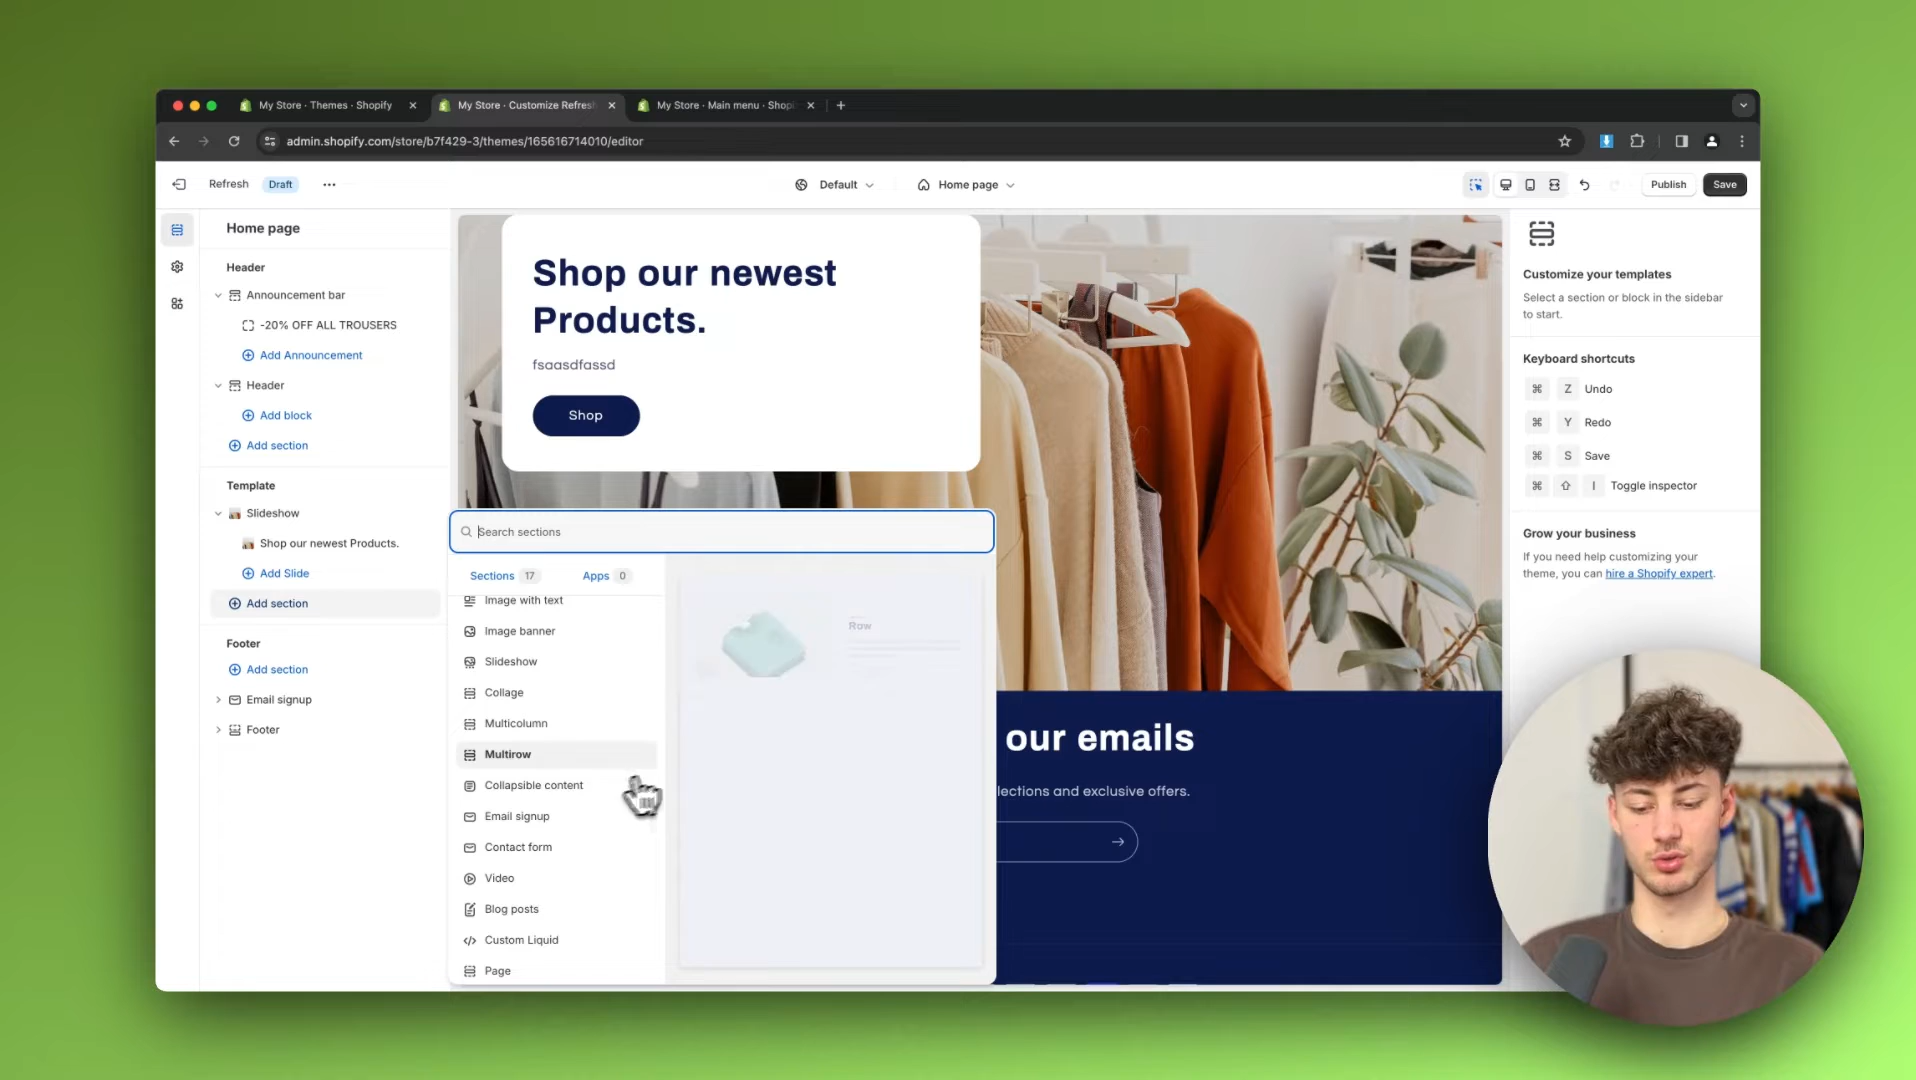 My Store · Themes · Shopify
My Store · Customize Refresh
My Store · Main menu · Shopi
admin.shopify.com/store/b7f429-3/themes/165616714010/editor
Refresh
Draft
Default
Home page
Publish
Save
Home page
Header
Announcement bar
-20% OFF ALL TROUSERS
Add Announcement
Header
Add block
Add section
Template
Slideshow
Shop our newest Products.
Add Slide
Add section
Footer
Add section
Email signup
Footer
Shop our newest
Products.
fsaasdfassd
Shop
Search sections
Sections 17
Apps 0
Image with text
Image banner
Slideshow
Collage
Multicolumn
Multirow
Collapsible content
Email signup
Contact form
Video
Blog posts
Custom Liquid
Page
Row
our emails
lections and exclusive offers.
Customize your templates
Select a section or block in the sidebar
to start.
Keyboard shortcuts
⌘ Z Undo
⌘ Y Redo
⌘ S Save
⌘ ⇧ I Toggle inspector
Grow your business
If you need help customizing your
theme, you can hire a Shopify expert.